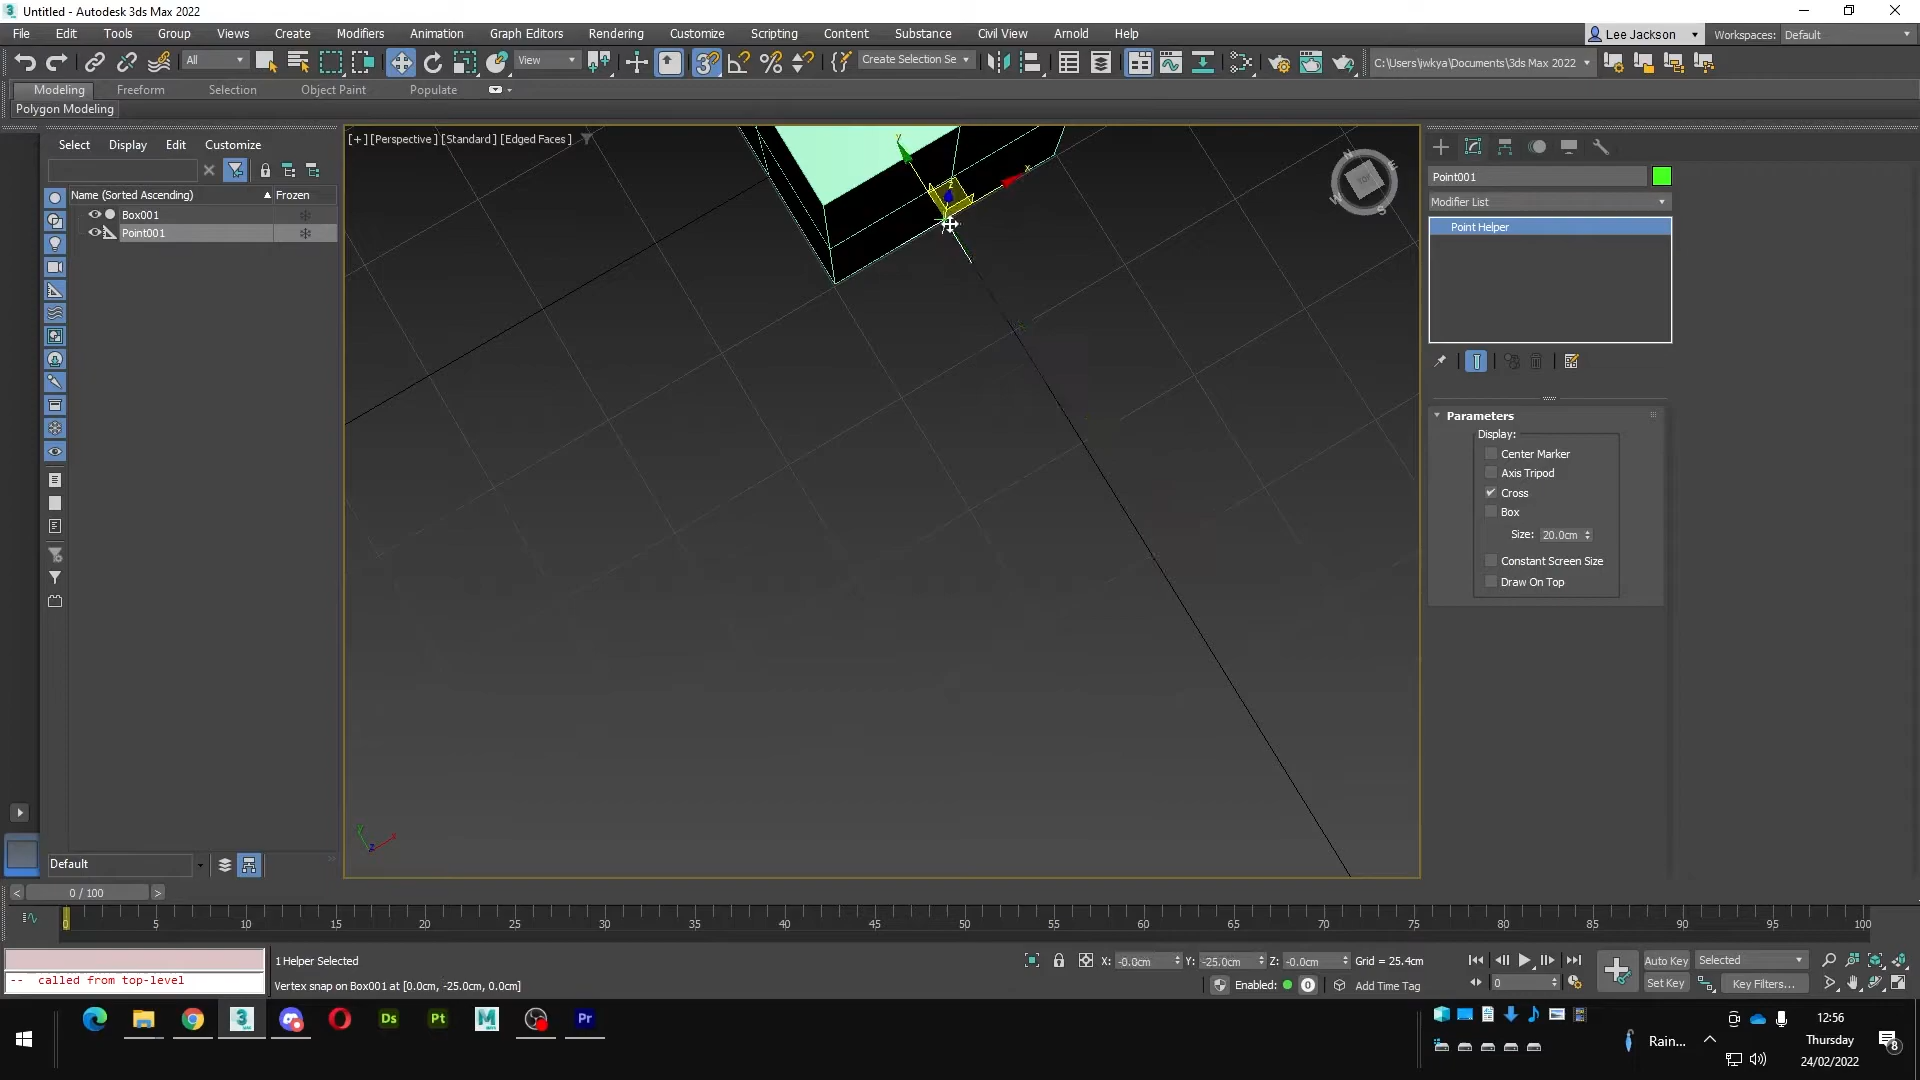 Untitled - Autodesk 3ds Max 2022
File Edit Tools Group Views Create Modifiers Animation Graph Editors Rendering Customize Scripting Content Substance Civil View Arnold Help
Lee Jackson
Workspaces: Default
All
View
Create Selection Se
C:\Users\jwkya\Documents\3ds Max 2022
Modeling Freeform Selection Object Paint Populate
Polygon Modeling
Select Display Edit Customize
Name (Sorted Ascending) Frozen
Box001
Point001
[+] [Perspective ] [Standard ] [Edged Faces ]
Point001
Modifier List
Point Helper
Parameters
Display:
Center Marker
Axis Tripod
Cross
Box
Size: 20.0cm
Constant Screen Size
Draw On Top
Default
< 0 / 100 >
0 5 10 15 20 25 30 35 40 45 50 55 60 65 70 75 80 85 90 95 100
1 Helper Selected
X: -0.0cm Y: -25.0cm Z: -0.0cm Grid = 25.4cm
Auto Key Selected
-- called from top-level
Vertex snap on Box001 at [0.0cm, -25.0cm, 0.0cm]
Enabled: 0 Add Time Tag
0
Set Key Key Filters...
Ds Pt Pr
Rain...
12:56
Thursday
24/02/2022
8